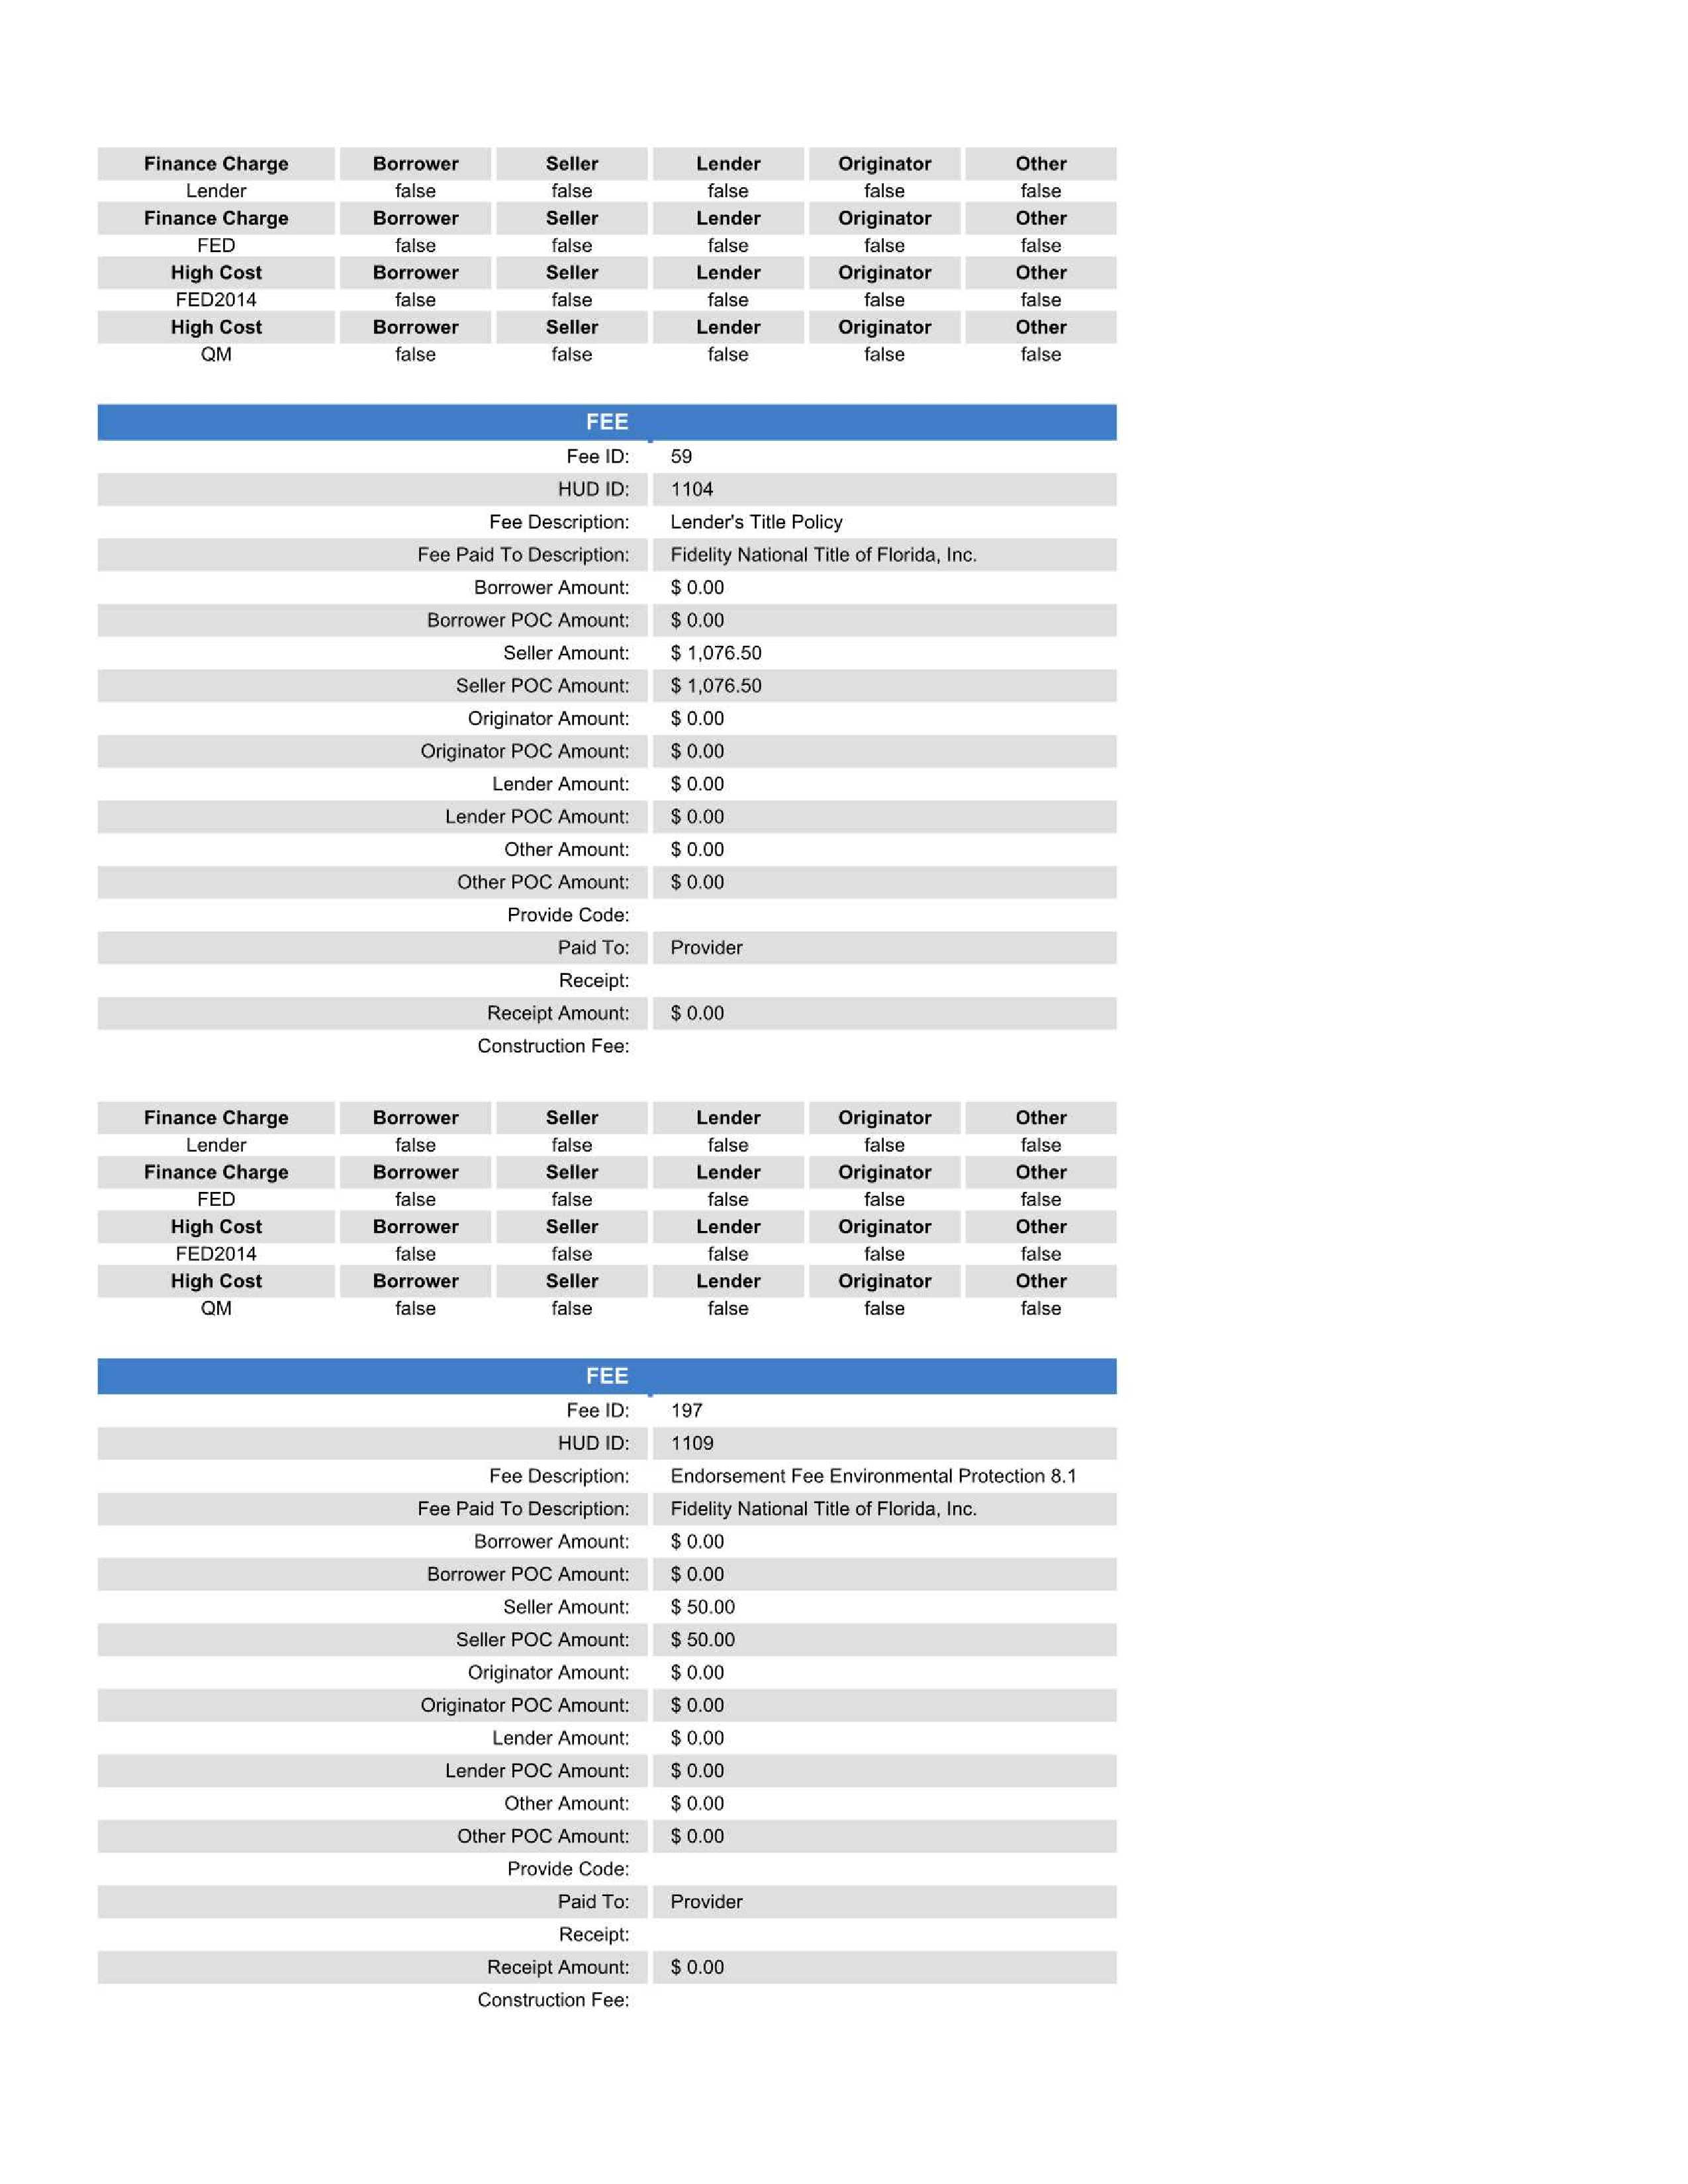 Finance Charge Borrower Seller Lender Originator Other
Lender false false false false false
Finance Charge Borrower Seller Lender Originator Other
FED false false false false false
High Cost Borrower Seller Lender Originator Other
FED2014 false false false false false
High Cost Borrower Seller Lender Originator Other
QM false false false false false
FEE
Fee ID: 59
HUD ID: 1104
Fee Description: Lender's Title Policy
Fee Paid To Description: Fidelity National Title of Florida, Inc.
Borrower Amount: $ 0.00
Borrower POC Amount: $ 0.00
Seller Amount: $ 1,076.50
Seller POC Amount: $ 1,076.50
Originator Amount: $ 0.00
Originator POC Amount: $ 0.00
Lender Amount: $ 0.00
Lender POC Amount: $ 0.00
Other Amount: $ 0.00
Other POC Amount: $ 0.00
Provide Code:
Paid To: Provider
Receipt:
Receipt Amount: $ 0.00
Construction Fee:
Finance Charge Borrower Seller Lender Originator Other
Lender false false false false false
Finance Charge Borrower Seller Lender Originator Other
FED false false false false false
High Cost Borrower Seller Lender Originator Other
FED2014 false false false false false
High Cost Borrower Seller Lender Originator Other
QM false false false false false
FEE
Fee ID: 197
HUD ID: 1109
Fee Description: Endorsement Fee Environmental Protection 8.1
Fee Paid To Description: Fidelity National Title of Florida, Inc.
Borrower Amount: $ 0.00
Borrower POC Amount: $ 0.00
Seller Amount: $ 50.00
Seller POC Amount: $ 50.00
Originator Amount: $ 0.00
Originator POC Amount: $ 0.00
Lender Amount: $ 0.00
Lender POC Amount: $ 0.00
Other Amount: $ 0.00
Other POC Amount: $ 0.00
Provide Code:
Paid To: Provider
Receipt:
Receipt Amount: $ 0.00
Construction Fee: